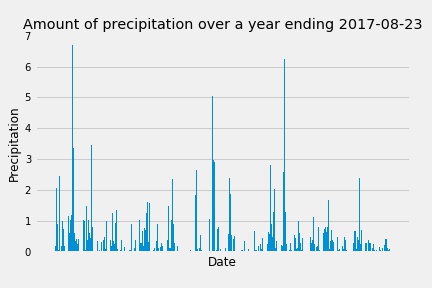 Amount of precipitation over a year ending 2017-08-23
7
6
5
4
3
2
1
0
Precipitation
Date